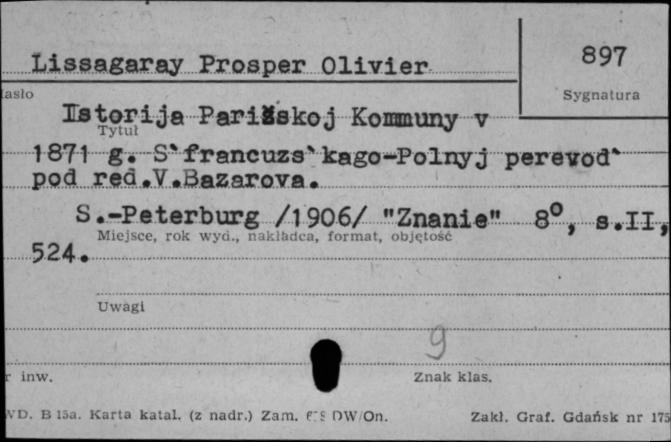 897
Lissagaray Prosper Olivier
Sygnatura
Istorija Parižskoj Kommuny v
Tytuł
1871 g. S`francuzs`kago-Polnyj perevod`
pod red.V.Bazarova.
S.-Peterburg /1906/ "Znanie" 8°, s.II,
Miejsce, rok wyd., nakładca, format, objętość
524.
Uwagi
9
r inw.
Znak klas.
WD. B 15a. Karta katal. (z nadr.) Zam. DW/On.
Zakł. Graf. Gdańsk nr 175